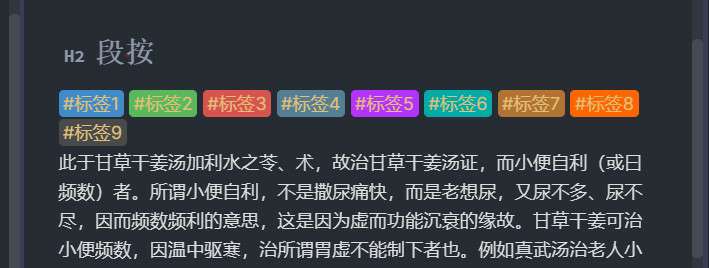 H2 段按
#标签1 #标签2 #标签3 #标签4 #标签5 #标签6 #标签7 #标签8
#标签9
此于甘草干姜汤加利水之苓、术，故治甘草干姜汤证，而小便自利（或曰
频数）者。所谓小便自利，不是撒尿痛快，而是老想尿，又尿不多、尿不
尽，因而频数频利的意思，这是因为虚而功能沉衰的缘故。甘草干姜可治
小便频数，因温中驱寒，治所谓胃虚不能制下者也。例如真武汤治老人小